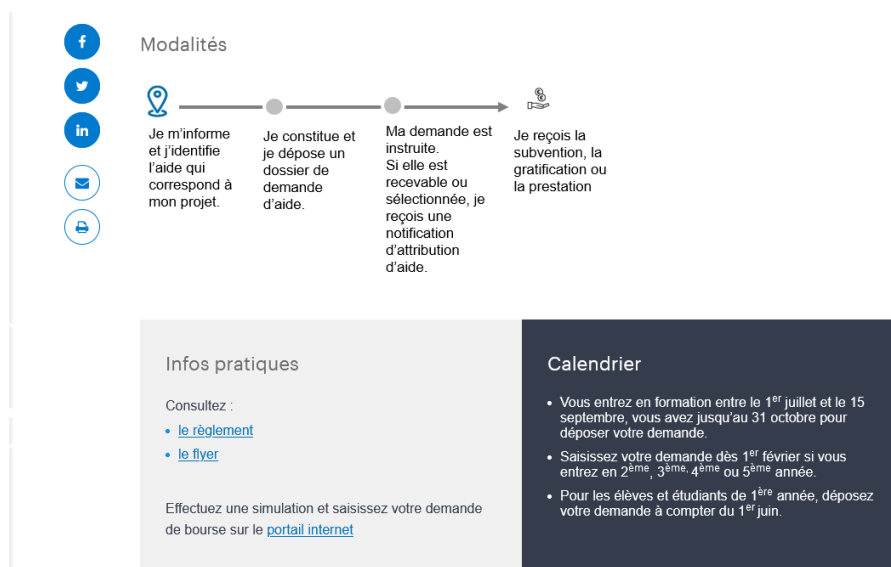 Modalités
Je m’informe
et j’identifie
l’aide qui
correspond à
mon projet.
Je constitue et
je dépose un
dossier de
demande
d’aide.
Ma demande est
instruite.
Si elle est
recevable ou
sélectionnée, je
reçois une
notification
d’attribution
d’aide.
Je reçois la
subvention, la
gratification ou
la prestation
Infos pratiques
Consultez :
• le règlement
• le flyer
Effectuez une simulation et saisissez votre demande
de bourse sur le portail internet
Calendrier
• Vous entrez en formation entre le 1er juillet et le 15
septembre, vous avez jusqu’au 31 octobre pour
déposer votre demande.
• Saisissez votre demande dès 1er février si vous
entrez en 2ème, 3ème, 4ème ou 5ème année.
• Pour les élèves et étudiants de 1ère année, déposez
votre demande à compter du 1er juin.